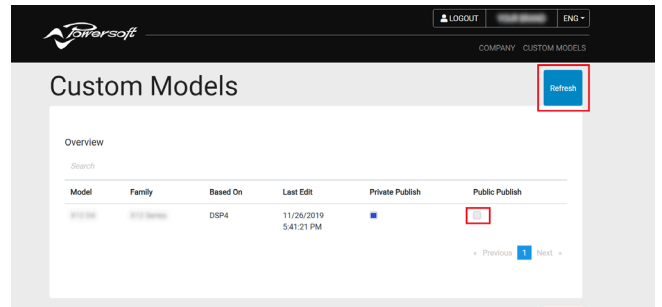 LOGOUT ENG
Powersoft
COMPANY CUSTOM MODELS
Custom Models
Refresh
Overview
Search
Model Family Based On Last Edit Private Publish Public Publish
DSP4 11/26/2019
5:41:21 PM
« Previous 1 Next »